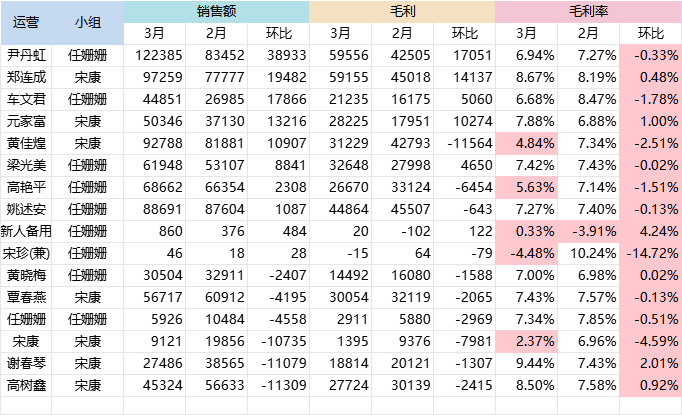 运营 小组 销售额 毛利 毛利率
3月 2月 环比 3月 2月 环比 3月 2月 环比
尹丹虹 任姗姗 122385 83452 38933 59556 42505 17051 6.94% 7.27% -0.33%
郑连成 宋康 97259 77777 19482 59155 45018 14137 8.67% 8.19% 0.48%
车文君 任姗姗 44851 26985 17866 21235 16175 5060 6.68% 8.47% -1.78%
元家富 宋康 50346 37130 13216 28225 17951 10274 7.88% 6.88% 1.00%
黄佳煌 宋康 92788 81881 10907 31229 42793 -11564 4.84% 7.34% -2.51%
梁光美 任姗姗 61948 53107 8841 32648 27998 4650 7.42% 7.43% -0.02%
高艳平 任姗姗 68662 66354 2308 26670 33124 -6454 5.63% 7.14% -1.51%
姚述安 任姗姗 88691 87604 1087 44864 45507 -643 7.27% 7.40% -0.13%
新人备用 任姗姗 860 376 484 20 -102 122 0.33% -3.91% 4.24%
宋珍(兼) 任姗姗 46 18 28 -15 64 -79 -4.48% 10.24% -14.72%
黄晓梅 任姗姗 30504 32911 -2407 14492 16080 -1588 7.00% 6.98% 0.02%
覃春燕 宋康 56717 60912 -4195 30054 32119 -2065 7.43% 7.57% -0.13%
任姗姗 任姗姗 5926 10484 -4558 2911 5880 -2969 7.34% 7.85% -0.51%
宋康 宋康 9121 19856 -10735 1395 9376 -7981 2.37% 6.96% -4.59%
谢春琴 宋康 27486 38565 -11079 18814 20121 -1307 9.44% 7.43% 2.01%
高树鑫 宋康 45324 56633 -11309 27724 30139 -2415 8.50% 7.58% 0.92%